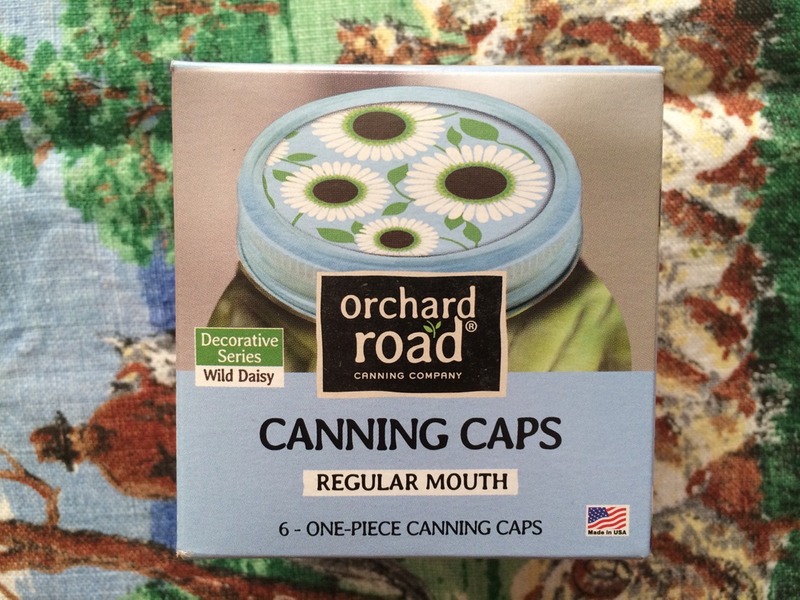 orchard
road®
CANNING COMPANY
Decorative
Series
Wild Daisy
CANNING CAPS
REGULAR MOUTH
6 - ONE-PIECE CANNING CAPS
Made in USA